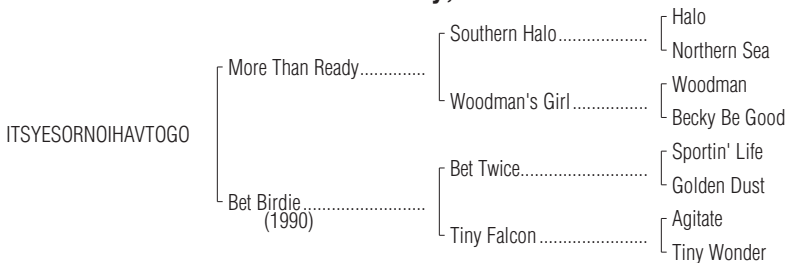 Halo
Southern Halo....................
Northern Sea
More Than Ready..............
Woodman
Woodman's Girl.................
Becky Be Good
ITSYESORNOIHAVTOGO
Sportin' Life
Bet Twice............................
Golden Dust
Bet Birdie...........................
(1990)
Agitate
Tiny Falcon........................
Tiny Wonder